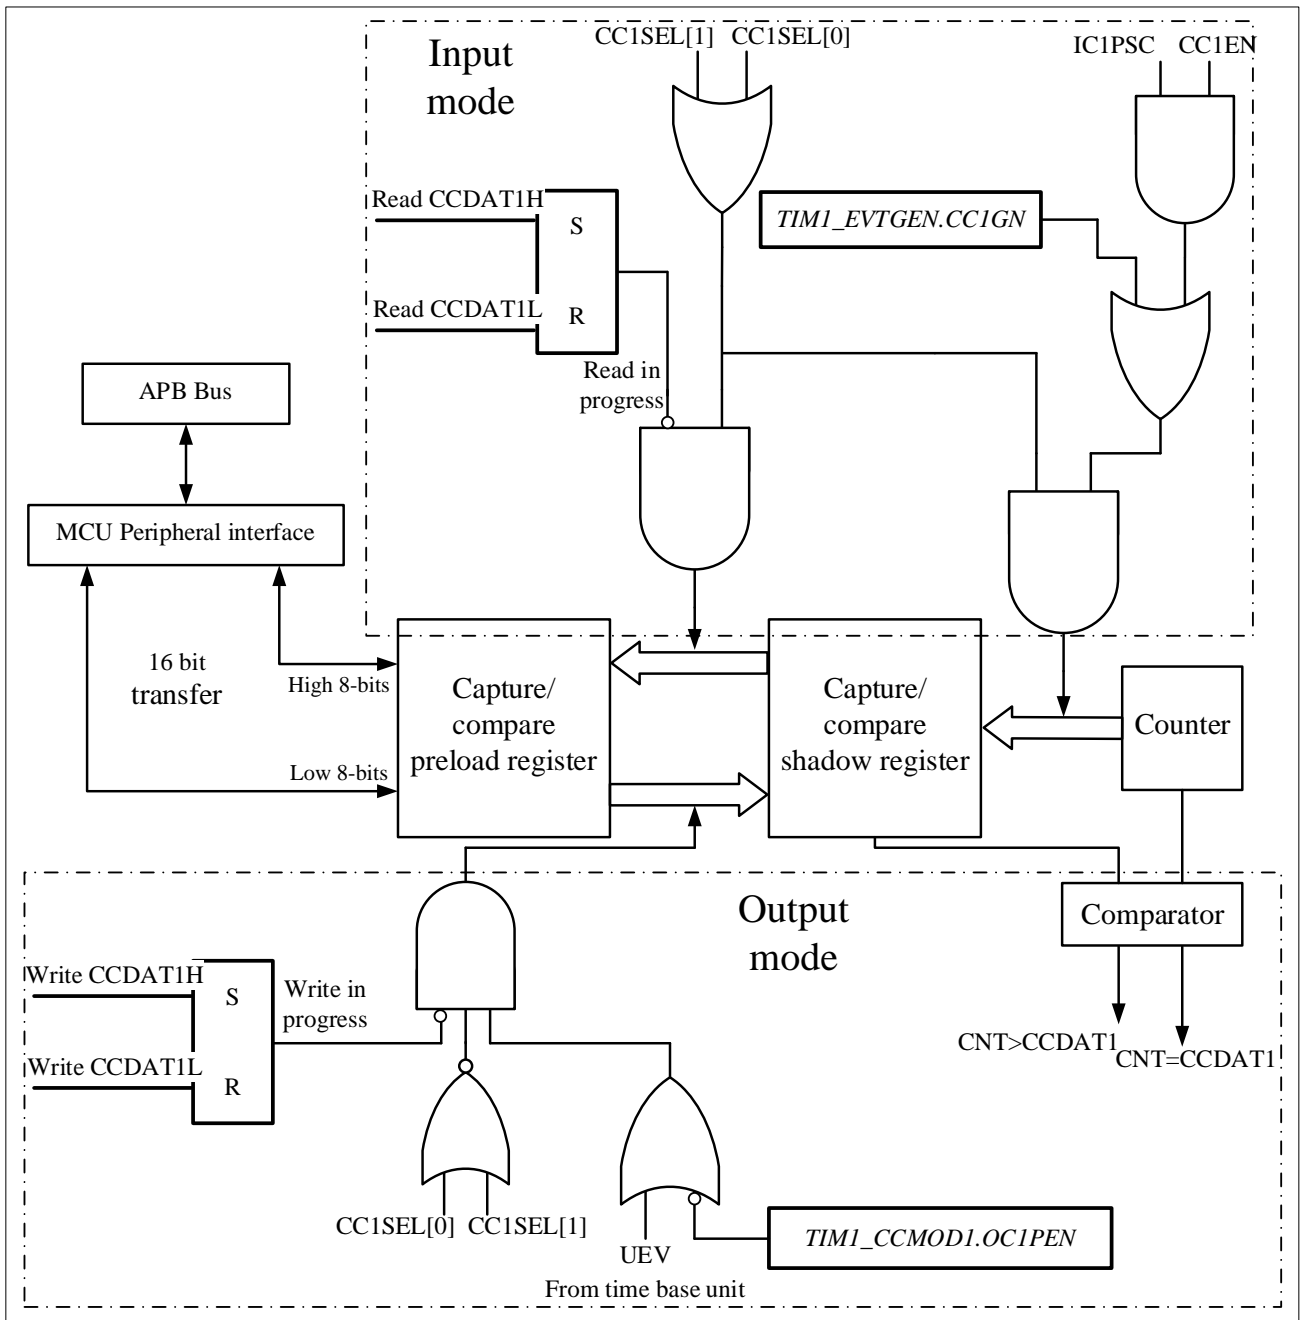 Input
mode
CC1SEL[1] CC1SEL[0]
IC1PSC CC1EN
Read CCDAT1H
S
TIM1_EVTGEN.CC1GN
Read CCDAT1L
R
Read in
progress
APB Bus
MCU Peripheral interface
16 bit
transfer
High 8-bits
Low 8-bits
Capture/
compare
preload register
Capture/
compare
shadow register
Counter
Output
mode
Comparator
Write CCDAT1H
S
Write in
progress
Write CCDAT1L
R
CNT>CCDAT1
CNT=CCDAT1
CC1SEL[0] CC1SEL[1]
UEV
TIM1_CCMOD1.OC1PEN
From time base unit